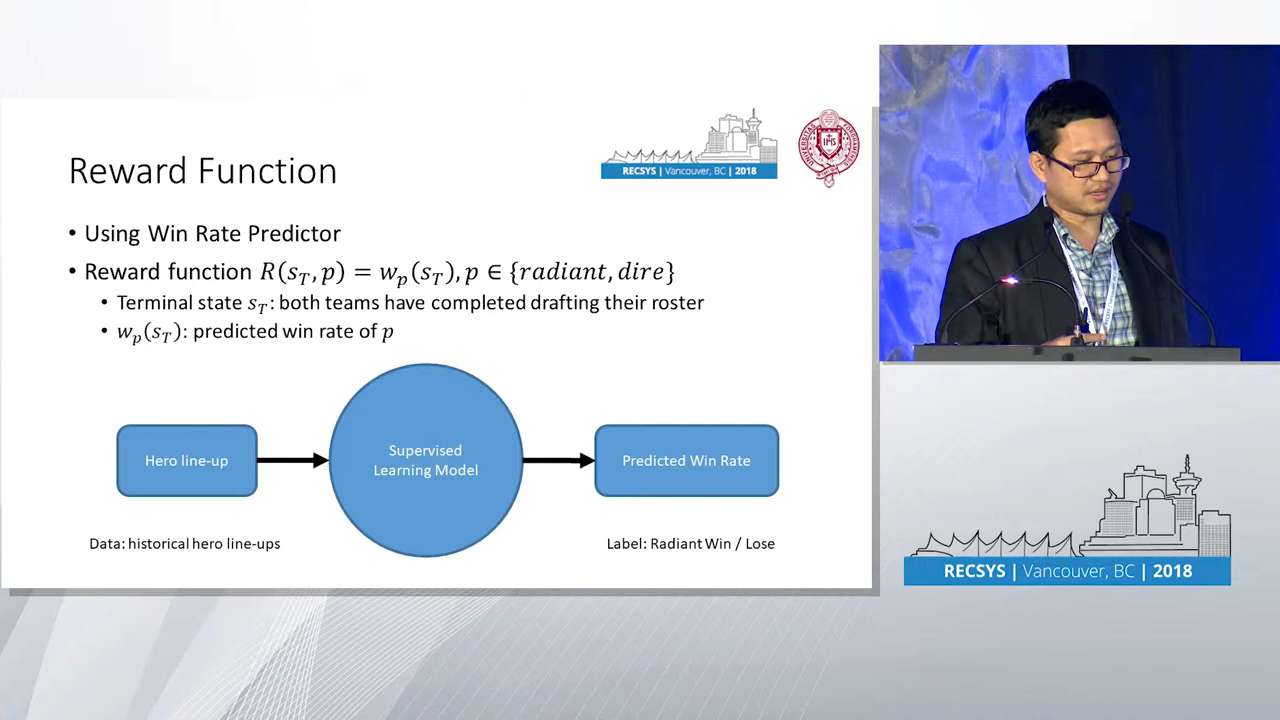 Reward Function
RECSYS | Vancouver, BC | 2018
• Using Win Rate Predictor
• Reward function R(s_T, p) = w_p(s_T), p ∈ {radiant, dire}
• Terminal state s_T: both teams have completed drafting their roster
• w_p(s_T): predicted win rate of p
Hero line-up
Supervised
Learning Model
Predicted Win Rate
Data: historical hero line-ups
Label: Radiant Win / Lose
RECSYS | Vancouver, BC | 2018